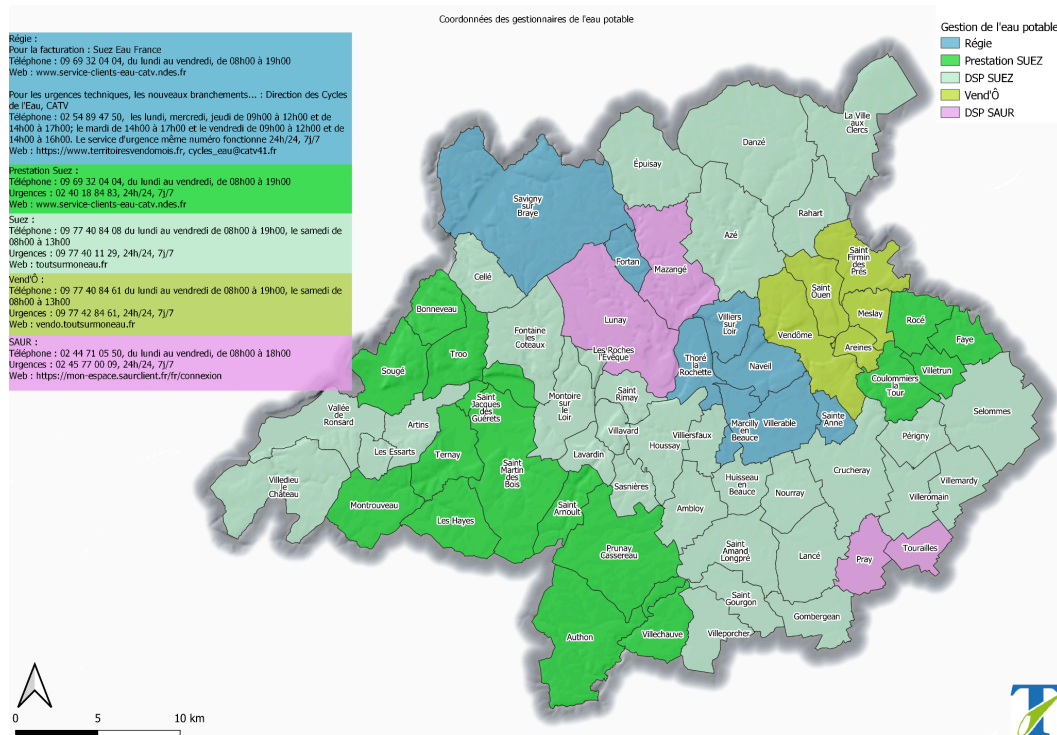 Coordonnées des gestionnaires de l'eau potable
Régie :
Pour la facturation : Suez Eau France
Téléphone : 09 69 32 04 04, du lundi au vendredi, de 08h00 à 19h00
Web : www.service-clients-eau-catv.ndes.fr
Pour les urgences techniques, les nouveaux branchements... : Direction des Cycles
de l'Eau, CATV
Téléphone : 02 54 89 47 50, les lundi, mercredi, jeudi de 09h00 à 12h00 et de
14h00 à 17h00; le mardi de 14h00 à 17h00 et le vendredi de 09h00 à 12h00 et de
14h00 à 16h00. Le service d'urgence même numéro fonctionne 24h/24, 7j/7
Web : https://www.territoiresvendomois.fr, cycles_eau@catv41.fr
Prestation Suez :
Téléphone : 09 69 32 04 04, du lundi au vendredi, de 08h00 à 19h00
Urgences : 02 40 18 84 83, 24h/24, 7j/7
Web : www.service-clients-eau-catv.ndes.fr
Suez :
Téléphone : 09 77 40 84 08 du lundi au vendredi de 08h00 à 19h00, le samedi de
08h00 à 13h00
Urgences : 09 77 40 11 29, 24h/24, 7j/7
Web : toutsurmoneau.fr
Vend'Ô :
Téléphone : 09 77 40 84 61 du lundi au vendredi de 08h00 à 19h00, le samedi de
08h00 à 13h00
Urgences : 09 77 42 84 61, 24h/24, 7j/7
Web : vendo.toutsurmoneau.fr
SAUR :
Téléphone : 02 44 71 05 50, du lundi au vendredi, de 08h00 à 18h00
Urgences : 02 45 77 00 09, 24h/24, 7j/7
Web : https://mon-espace.saurclient.fr/fr/connexion
Gestion de l'eau potable
Régie
Prestation SUEZ
DSP SUEZ
Vend'Ô
DSP SAUR
La Ville
aux
Clercs
Danzé
Épuisay
Savigny
sur
Braye
Rahart
Azé
Fortan
Mazangé
Saint
Firmin
des
Prés
Cellé
Saint
Ouen
Bonneveau
Lunay
Villiers
sur
Loir
Meslay
Rocé
Fontaine
les
Coteaux
Vendôme
Faye
Troo
Les Roches
l'Évêque
Thoré
la
Rochette
Naveil
Areines
Sougé
Villetrun
Coulommiers
la
Tour
Saint
Jacques
des
Guérets
Montoire
sur
le
Loir
Saint
Rimay
Selommes
Vallée
de
Ronsard
Artins
Villavard
Villiersfaux
Marcilly
en
Beauce
Villerable
Sainte
Anne
Périgny
Les Essarts
Ternay
Lavardin
Houssay
Saint
Martin
des
Bois
Crucheray
Villedieu
le
Château
Sasnières
Huisseau
en
Beauce
Nourray
Villemardy
Villeromain
Montrouveau
Les Hayes
Saint
Arnoult
Ambloy
Prunay
Cassereau
Saint
Amand
Longpré
Lancé
Pray
Tourailles
Saint
Gourgon
Gombergean
Authon
Villechauve
Villeporcher
0 5 10 km